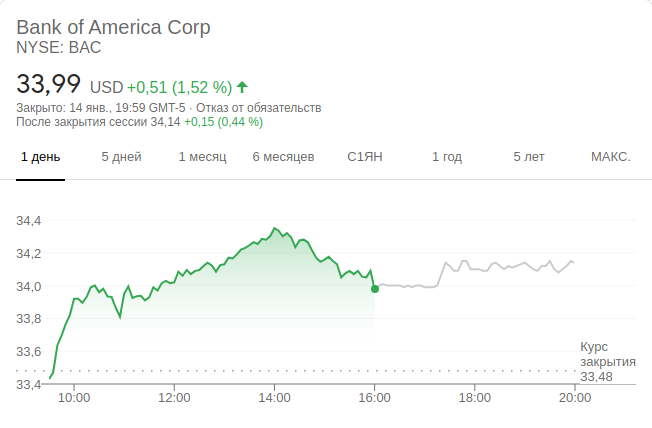 Bank of America Corp
NYSE: BAC
33,99 USD +0,51 (1,52 %)
Закрыто: 14 янв., 19:59 GMT-5 · Отказ от обязательств
После закрытия сессии 34,14 +0,15 (0,44 %)
1 день 5 дней 1 месяц 6 месяцев С1ЯН 1 год 5 лет МАКС.
34,4
34,2
34,0
33,8
33,6
33,4
Курс
закрытия
33,48
10:00 12:00 14:00 16:00 18:00 20:00